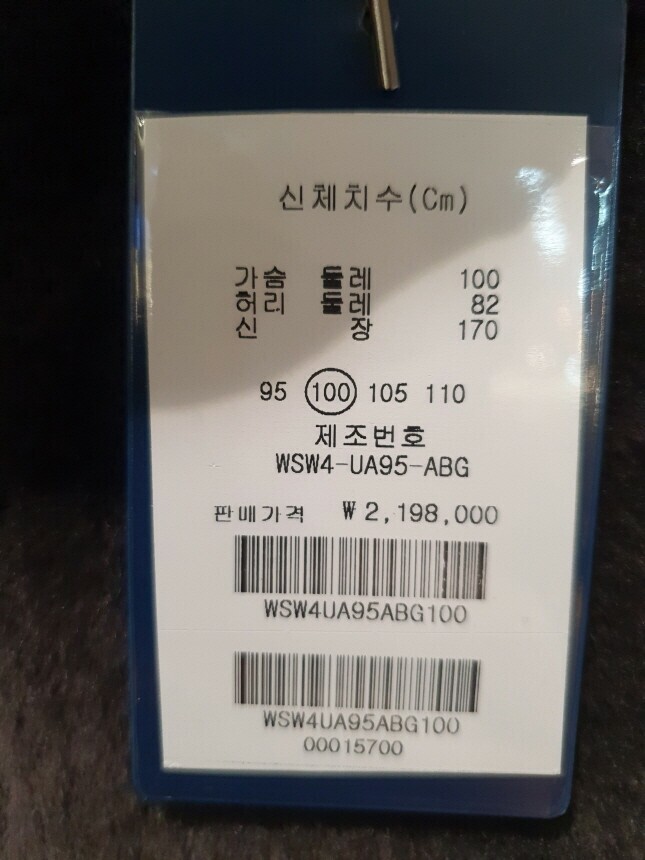 신체치수(Cm)
가슴 둘레 100
허리 둘레 82
신 장 170
95 100 105 110
제조번호
WSW4-UA95-ABG
판매가격 ₩2,198,000
WSW4UA95ABG100
WSW4UA95ABG100
00015700